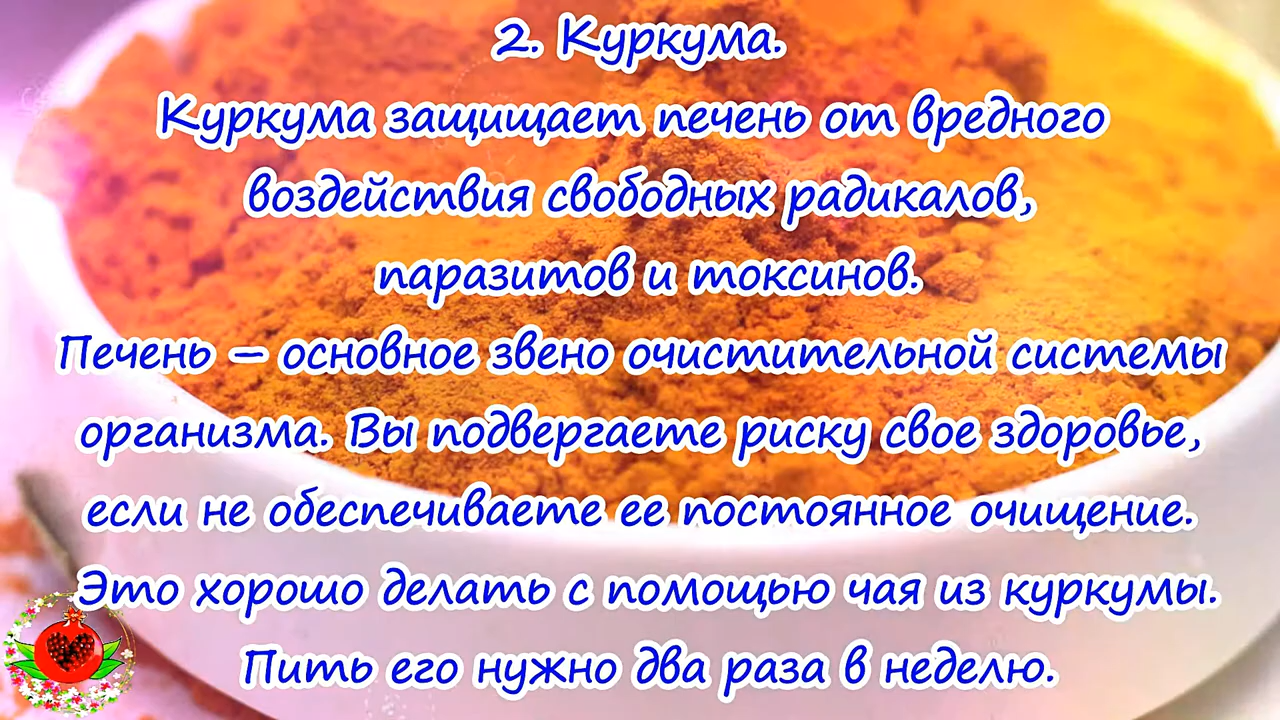 2. Куркума.
Куркума защищает печень от вредного
воздействия свободных радикалов,
паразитов и токсинов.
Печень – основное звено очистительной системы
организма. Вы подвергаете риску свое здоровье,
если не обеспечиваете ее постоянное очищение.
Это хорошо делать с помощью чая из куркумы.
Пить его нужно два раза в неделю.